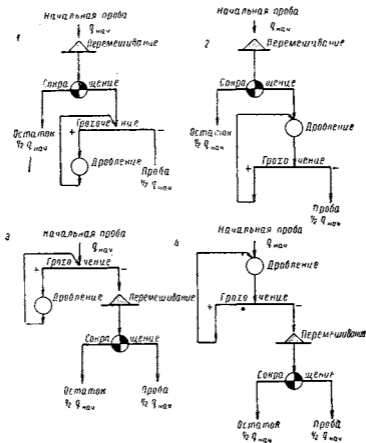 1
Начальная проба
qнач
Перемешивание
Сокращение
Остаток
½ qнач
+ Грохочение −
Дробление
Проба
½ qнач
2
Начальная проба
qнач
Перемешивание
Сокращение
Остаток
½ qнач
Дробление
+ Грохочение −
Проба
½ qнач
3
Начальная проба
qнач
+ Грохочение −
Дробление
Перемешивание
Сокращение
Остаток
½ qнач
Проба
½ qнач
4
Начальная проба
qнач
Дробление
+ Грохочение −
Перемешивание
Сокращение
Остаток
½ qнач
Проба
½ qнач